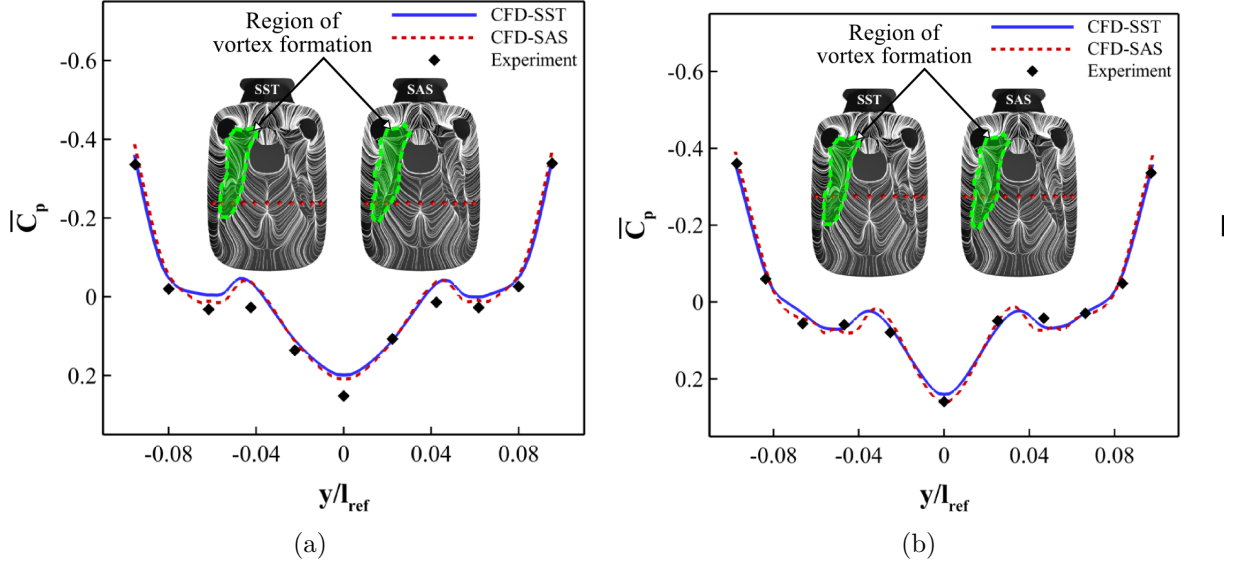 Region of
vortex formation
CFD-SST
CFD-SAS
Experiment
SST
SAS
-0.6
-0.4
-0.2
0
0.2
C̅p
-0.08
-0.04
0
0.04
0.08
y/lref
(a)
Region of
vortex formation
CFD-SST
CFD-SAS
Experiment
SST
SAS
-0.6
-0.4
-0.2
0
0.2
C̅p
-0.08
-0.04
0
0.04
0.08
y/lref
(b)